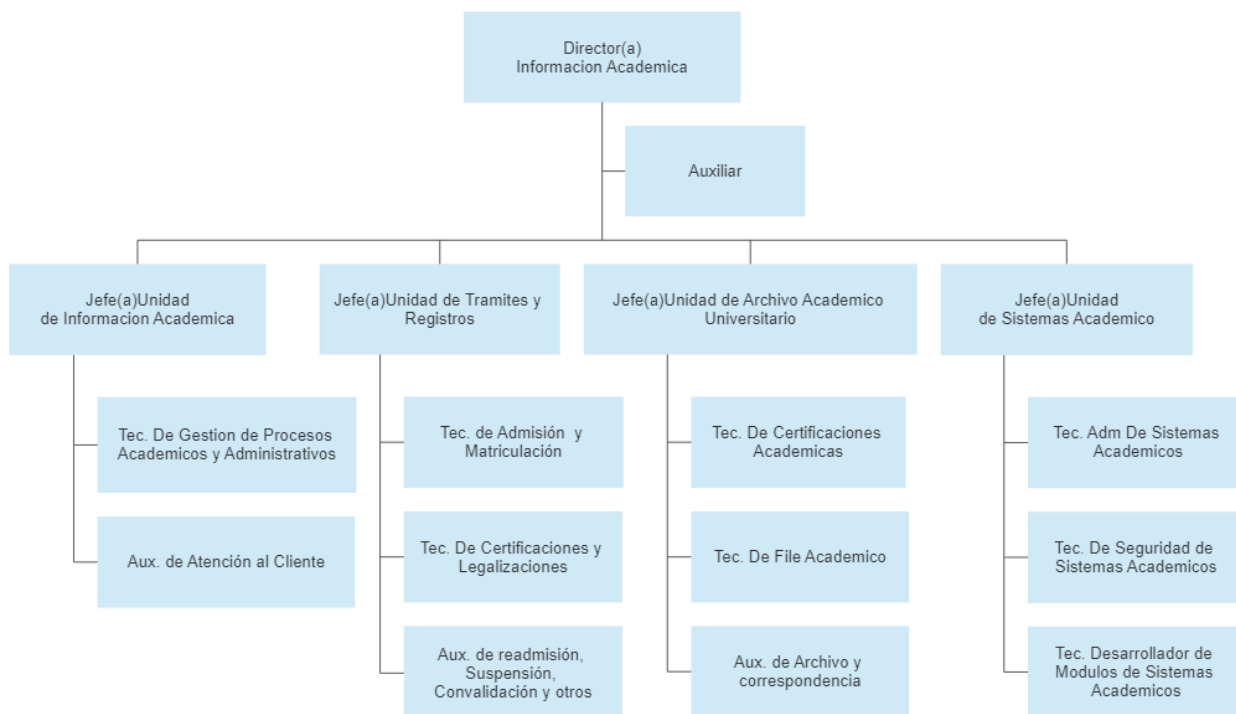 Director(a)
Informacion Academica
Auxiliar
Jefe(a)Unidad
de Informacion Academica
Jefe(a)Unidad de Tramites y
Registros
Jefe(a)Unidad de Archivo Academico
Universitario
Jefe(a)Unidad
de Sistemas Academico
Tec. De Gestion de Procesos
Academicos y Administrativos
Aux. de Atención al Cliente
Tec. de Admisión y
Matriculación
Tec. De Certificaciones y
Legalizaciones
Aux. de readmisión,
Suspensión,
Convalidación y otros
Tec. De Certificaciones
Academicas
Tec. De File Academico
Aux. de Archivo y
correspondencia
Tec. Adm De Sistemas
Academicos
Tec. De Seguridad de
Sistemas Academicos
Tec. Desarrollador de
Modulos de Sistemas
Academicos